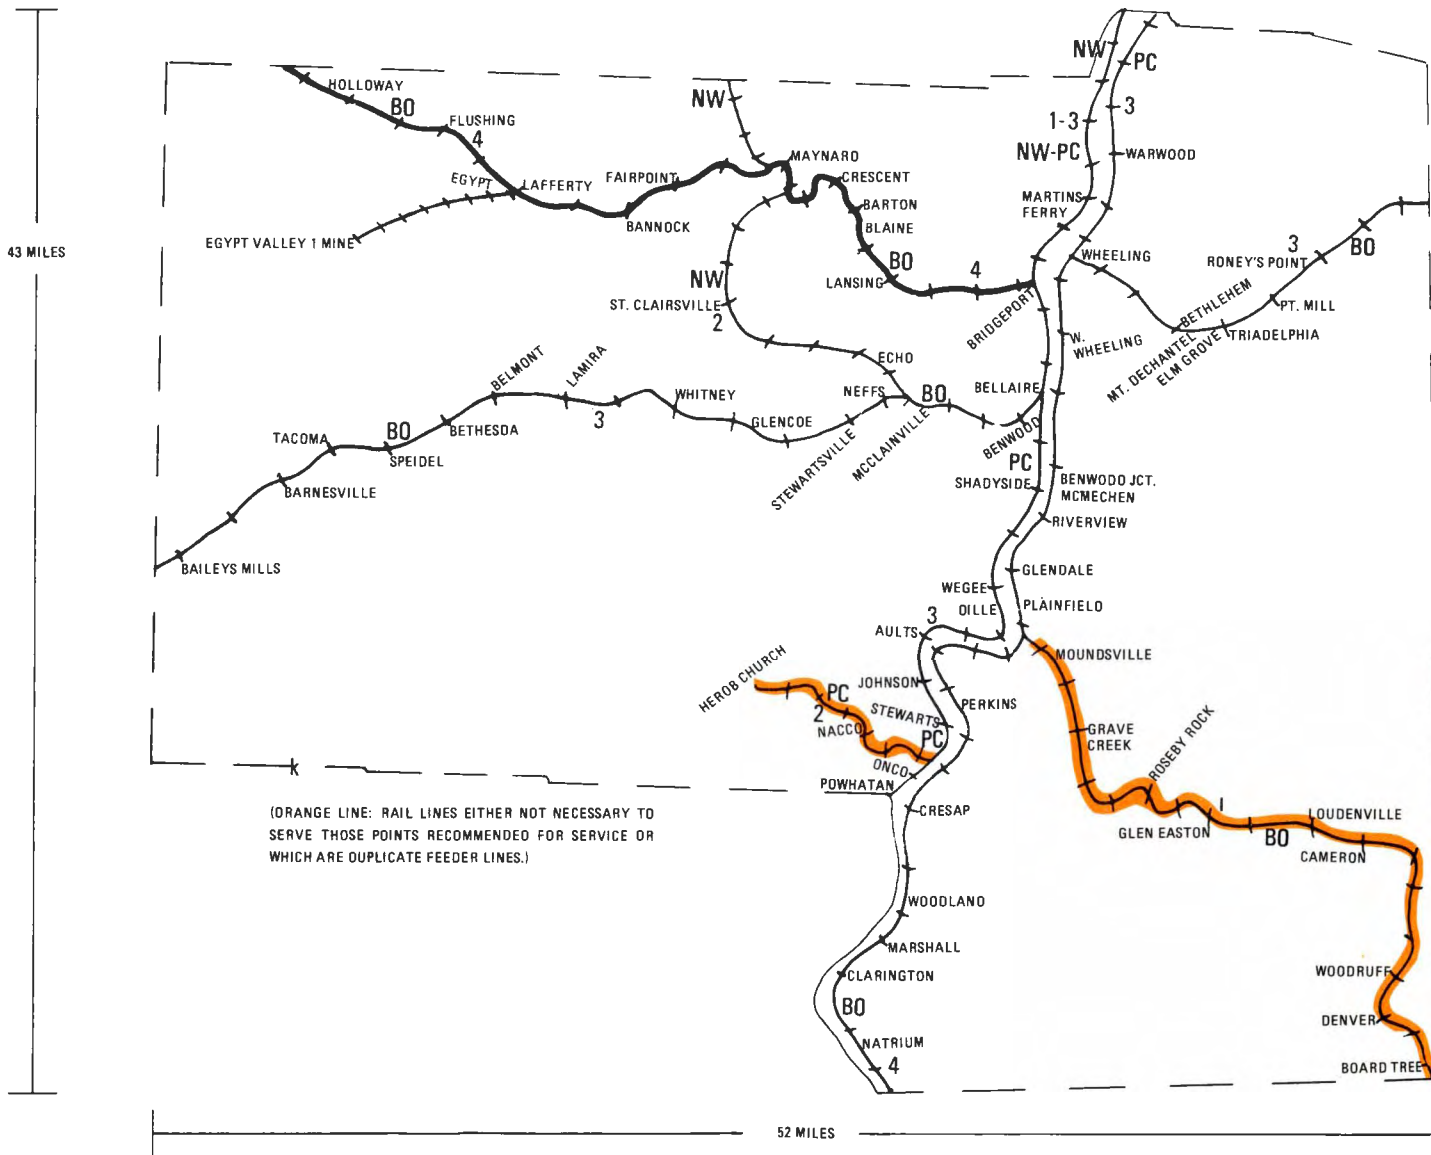 NW
PC
HOLLOWAY
BO
FLUSHING
4
NW
1-3
3
NW-PC
WARWOOD
MAYNARD
EGYPT
LAFFERTY
FAIRPOINT
CRESCENT
BARTON
BLAINE
BANNOCK
MARTINS
FERRY
EGYPT VALLEY 1 MINE
43 MILES
WHEELING
3
BO
RONEY'S POINT
NW
LANSING
BO
4
BRIDGEPORT
ST. CLAIRSVILLE
2
BETHLEHEM
PT. MILL
TRIADELPHIA
MT. DECHANTEL
ELM GROVE
W.
WHEELING
ECHO
BELMONT
LAMIRA
3
WHITNEY
NEFFS
BO
BELLAIRE
GLENCOE
STEWARTSVILLE
MCCLAINVILLE
BENWOOD
TACOMA
BO
SPEIDEL
BETHESDA
BARNESVILLE
PC
SHADYSIDE
BENWODO JCT.
MCMECHEN
RIVERVIEW
BAILEYS MILLS
GLENDALE
WEGEE
DILLE
PLAINFIELD
3
AULTS
MOUNDSVILLE
HEROB CHURCH
JOHNSON
PERKINS
PC
2
NACCO
STEWARTS
PC
ONCO
GRAVE
CREEK
ROSEBY ROCK
POWHATAN
CRESAP
(ORANGE LINE: RAIL LINES EITHER NOT NECESSARY TO
SERVE THOSE POINTS RECOMMENDED FOR SERVICE OR
WHICH ARE DUPLICATE FEEDER LINES.)
1
GLEN EASTON
BO
LOUDENVILLE
CAMERON
WOODLAND
MARSHALL
CLARINGTON
BO
NATRIUM
4
WOODRUFF
DENVER
BOARD TREE
52 MILES